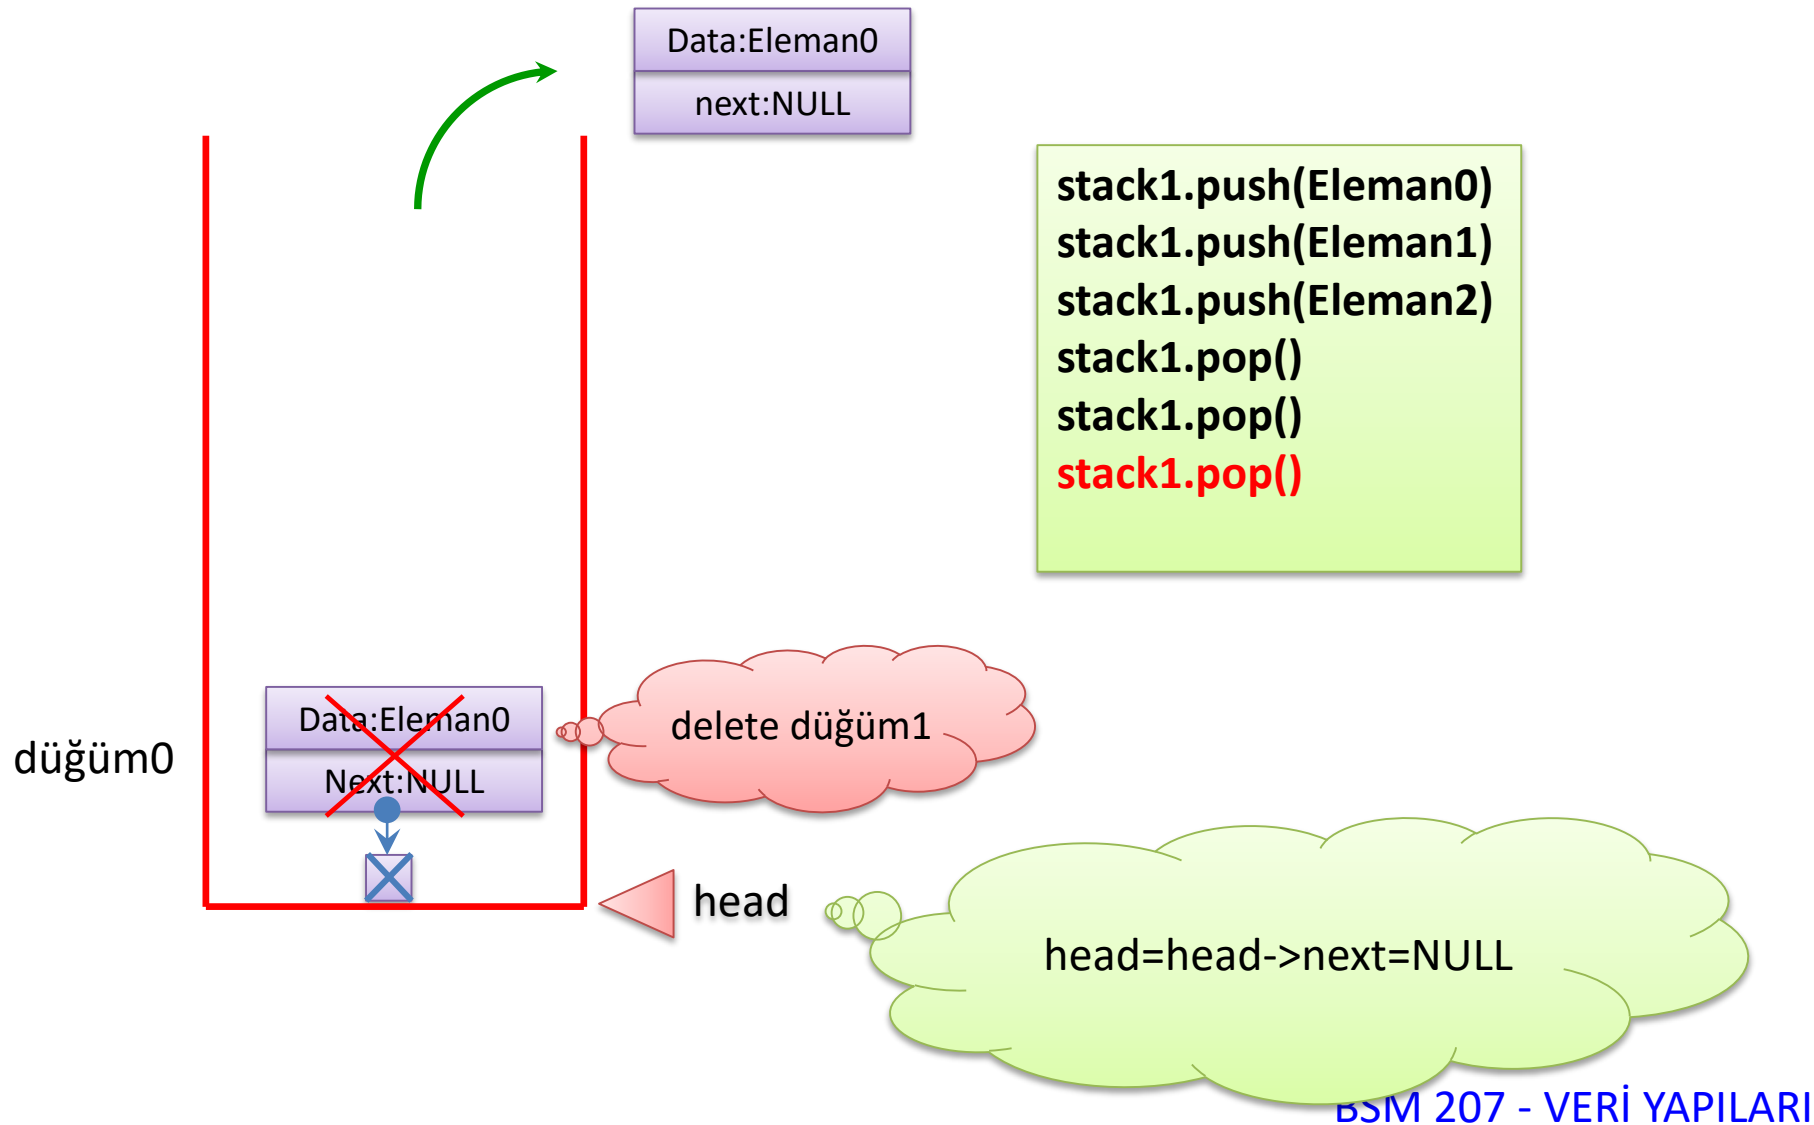 Data:Eleman0
next:NULL
stack1.push(Eleman0)
stack1.push(Eleman1)
stack1.push(Eleman2)
stack1.pop()
stack1.pop()
stack1.pop()
Data:Eleman0
Next:NULL
düğüm0
delete düğüm1
head
head=head->next=NULL
BSM 207 - VERİ YAPILARI